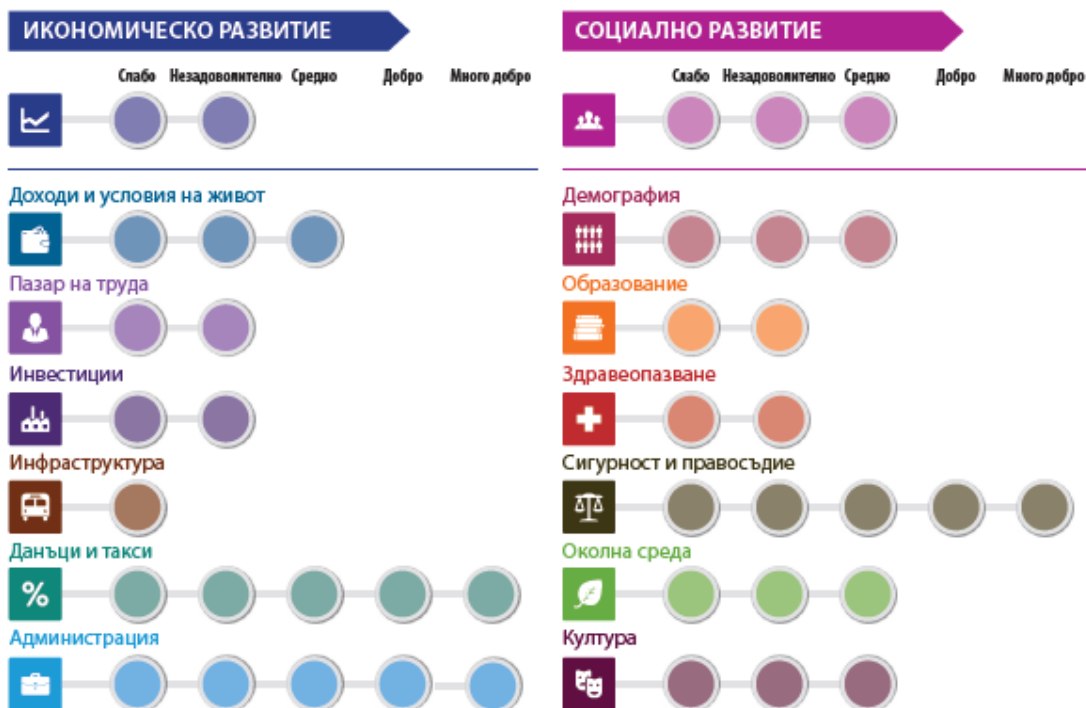 ИКОНОМИЧЕСКО РАЗВИТИЕ
Слабо Незадоволително Средно Добро Много добро
Доходи и условия на живот
Пазар на труда
Инвестиции
Инфраструктура
Данъци и такси
%
Администрация
СОЦИАЛНО РАЗВИТИЕ
Слабо Незадоволително Средно Добро Много добро
Демография
Образование
Здравеопазване
Сигурност и правосъдие
Околна среда
Култура